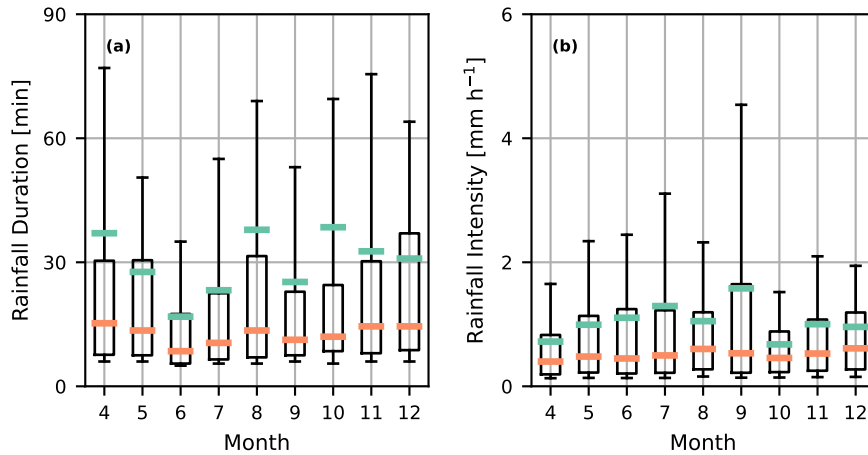 (a)
Rainfall Duration [min]
90
60
30
0
4 5 6 7 8 9 10 11 12
Month
(b)
Rainfall Intensity [mm h⁻¹]
6
4
2
0
4 5 6 7 8 9 10 11 12
Month